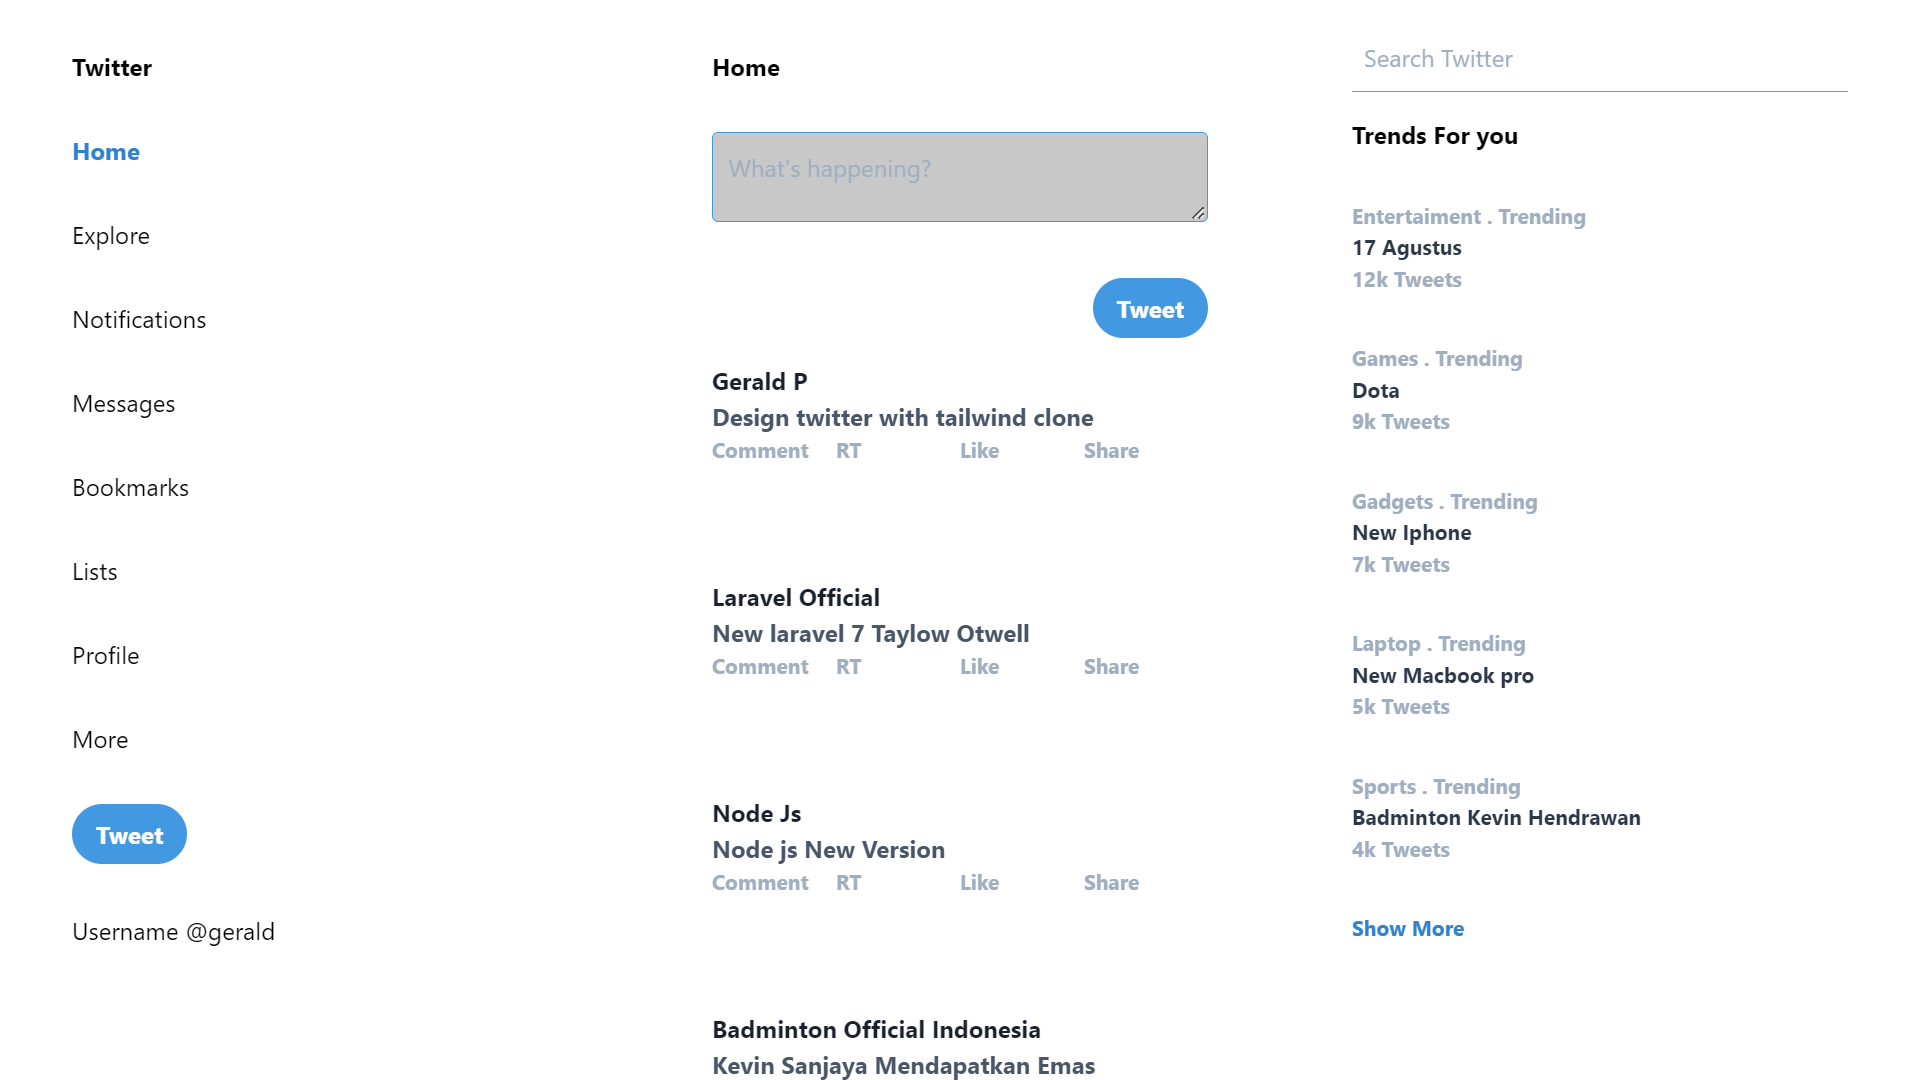 Twitter
Home
Explore
Notifications
Messages
Bookmarks
Lists
Profile
More
Tweet
Username @gerald
Home
What's happening?
Tweet
Gerald P
Design twitter with tailwind clone
Comment RT Like Share
Laravel Official
New laravel 7 Taylow Otwell
Comment RT Like Share
Node Js
Node js New Version
Comment RT Like Share
Badminton Official Indonesia
Kevin Sanjaya Mendapatkan Emas
Search Twitter
Trends For you
Entertaiment . Trending
17 Agustus
12k Tweets
Games . Trending
Dota
9k Tweets
Gadgets . Trending
New Iphone
7k Tweets
Laptop . Trending
New Macbook pro
5k Tweets
Sports . Trending
Badminton Kevin Hendrawan
4k Tweets
Show More